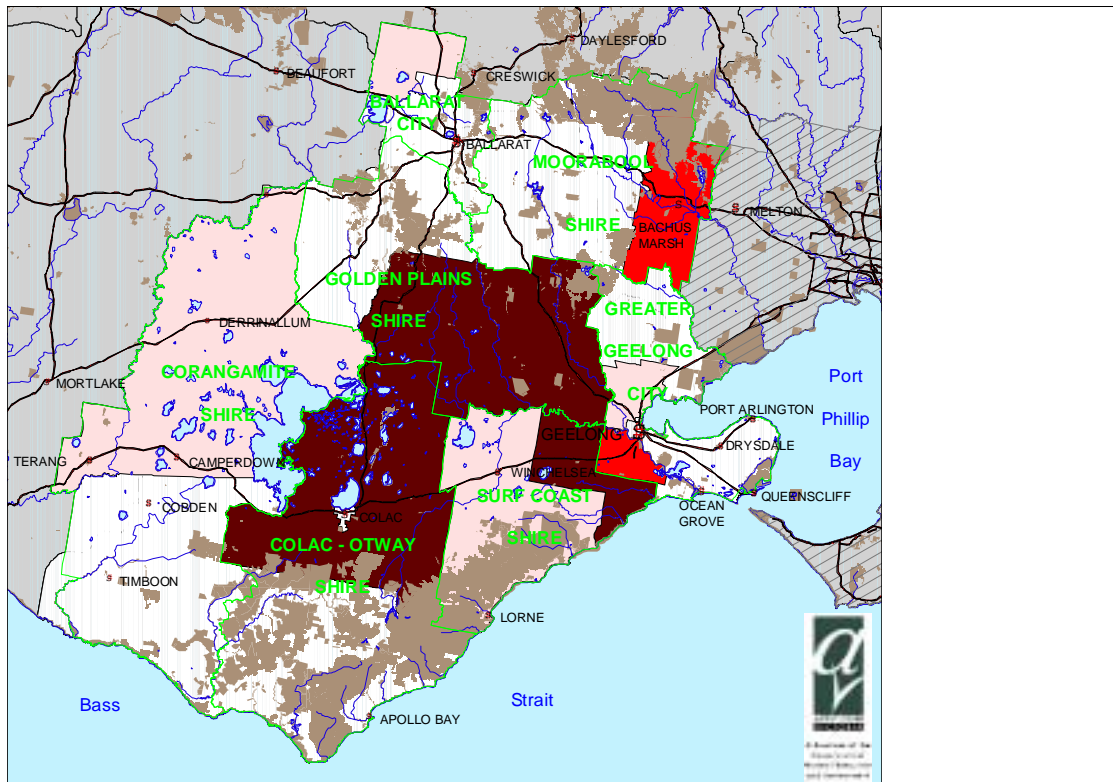 DAYLESFORD
BEAUFORT
CRESWICK
BALLARAT
CITY
BALLARAT
MOORABOOL
MELTON
SHIRE
BACHUS
MARSH
GOLDEN PLAINS
SHIRE
GREATER
GEELONG
CITY
DERRINALLUM
CORANGAMITE
SHIRE
MORTLAKE
Port
Phillip
Bay
PORT ARLINGTON
GEELONG
DRYSDALE
TERANG
CAMPERDOWN
WINCHELSEA
SURF COAST
SHIRE
QUEENSCLIFF
OCEAN
GROVE
COBDEN
COLAC
COLAC - OTWAY
SHIRE
TIMBOON
LORNE
Bass
Strait
APOLLO BAY